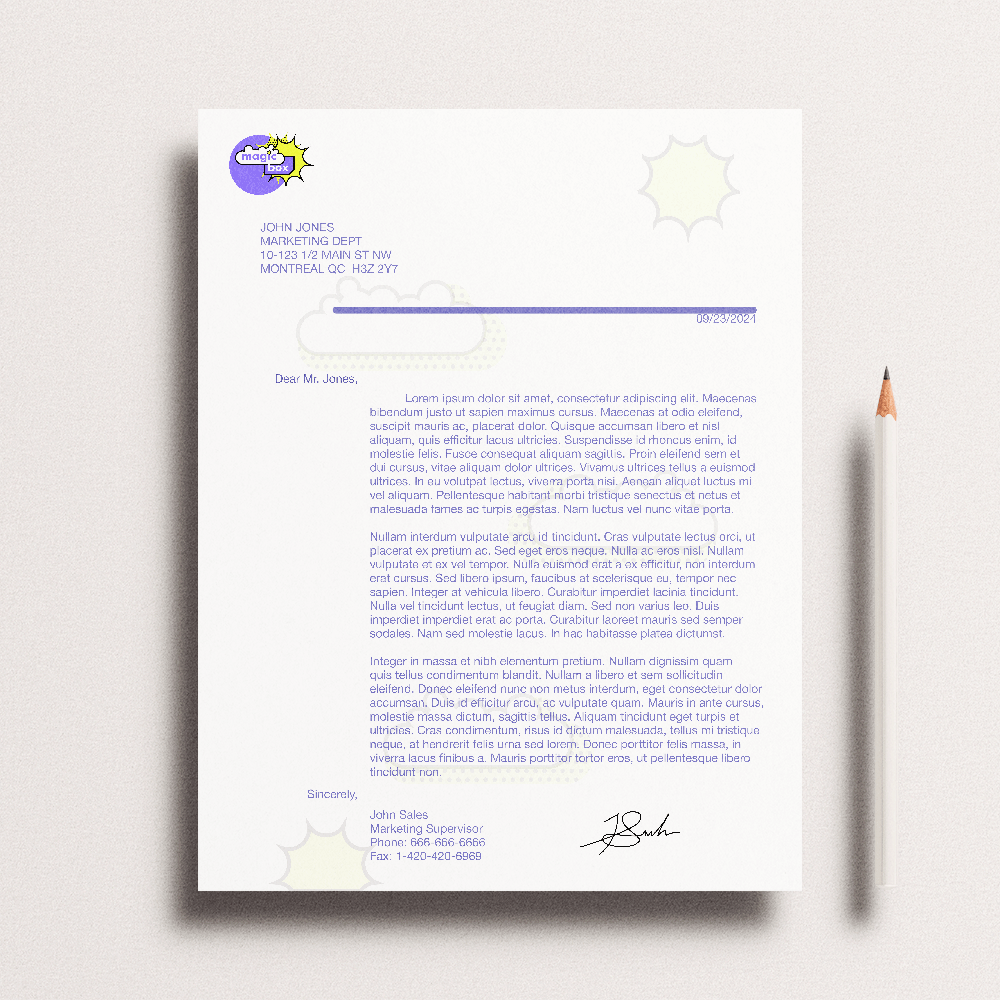 magic
box
JOHN JONES
MARKETING DEPT
10-123 1/2 MAIN ST NW
MONTREAL QC H3Z 2Y7
09/23/2024
Dear Mr. Jones,
Lorem ipsum dolor sit amet, consectetur adipiscing elit. Maecenas
bibendum justo ut sapien maximus cursus. Maecenas at odio eleifend,
suscipit mauris ac, placerat dolor. Quisque accumsan libero et nisl
aliquam, quis efficitur lacus ultricies. Suspendisse id rhoncus enim, id
molestie felis. Fusce consequat aliquam sagittis. Proin eleifend sem et
dui cursus, vitae aliquam dolor ultrices. Vivamus ultrices tellus a euismod
ultrices. In eu volutpat lectus, viverra porta nisi. Aenean aliquet luctus mi
vel aliquam. Pellentesque habitant morbi tristique senectus et netus et
malesuada fames ac turpis egestas. Nam luctus vel nunc vitae porta.
Nullam interdum vulputate arcu id tincidunt. Cras vulputate lectus orci, ut
placerat ex pretium ac. Sed eget eros neque. Nulla ac eros nisl. Nullam
vulputate et ex vel tempor. Nulla euismod erat a ex efficitur, non interdum
erat cursus. Sed libero ipsum, faucibus at scelerisque eu, tempor nec
sapien. Integer at vehicula libero. Curabitur imperdiet lacinia tincidunt.
Nulla vel tincidunt lectus, ut feugiat diam. Sed non varius leo. Duis
imperdiet imperdiet erat ac porta. Curabitur laoreet mauris sed semper
sodales. Nam sed molestie lacus. In hac habitasse platea dictumst.
Integer in massa et nibh elementum pretium. Nullam dignissim quam
quis tellus condimentum blandit. Nullam a libero et sem sollicitudin
eleifend. Donec eleifend nunc non metus interdum, eget consectetur dolor
accumsan. Duis id efficitur arcu, ac vulputate quam. Mauris in ante cursus,
molestie massa dictum, sagittis tellus. Aliquam tincidunt eget turpis et
ultricies. Cras condimentum, risus id dictum malesuada, tellus mi tristique
neque, at hendrerit felis urna sed lorem. Donec porttitor felis massa, in
viverra lacus finibus a. Mauris porttitor tortor eros, ut pellentesque libero
tincidunt non.
Sincerely,
John Sales
Marketing Supervisor
Phone: 666-666-6666
Fax: 1-420-420-6969